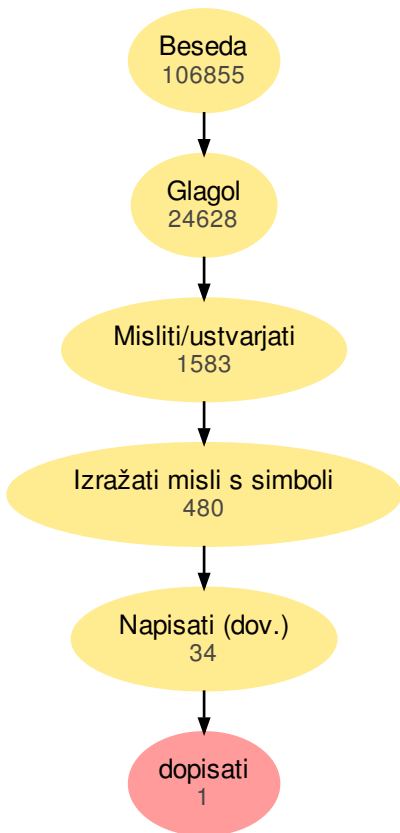 Beseda
106855
Glagol
24628
Misliti/ustvarjati
1583
Izražati misli s simboli
480
Napisati (dov.)
34
dopisati
1